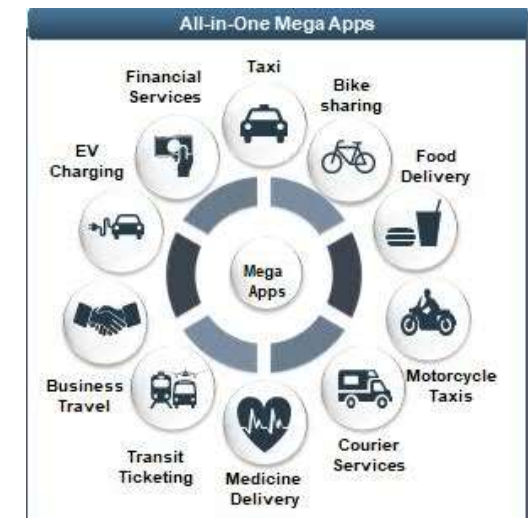 All-in-One Mega Apps
Taxi
Bike
sharing
Food
Delivery
Motorcycle
Taxis
Courier
Services
Medicine
Delivery
Transit
Ticketing
Business
Travel
EV
Charging
Financial
Services
Mega
Apps